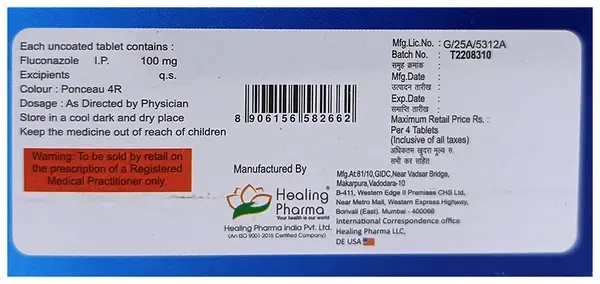 Each uncoated tablet contains :
Fluconazole I.P. 100 mg
Excipients q.s.
Colour : Ponceau 4R
Dosage : As Directed by Physician
Store in a cool dark and dry place
Keep the medicine out of reach of children
Warning: To be sold by retail on
the prescription of a Registered
Medical Practitioner only.
8 906156 582662
Manufactured By
Healing
Pharma
Your health is our world
Healing Pharma India Pvt. Ltd.
(An ISO 9001-2015 Certified Company)
Mfg.Lic.No. : G/25A/5312A
Batch No. : T2208310
समूह क्रमांक :
Mfg.Date :
उत्पादन तारीख :
Exp.Date :
समाप्ति तारीख :
Maximum Retail Price Rs. :
Per 4 Tablets
(Inclusive of all taxes)
अधिकतम खुदरा मूल्य रु.
सभी कर सहित
Mfg.At:81/10,GIDC,Near Vadsar Bridge,
Makarpura,Vadodara-10
B-411, Western Edge II Premises CHS Ltd,
Near Metro Mall, Western Express Highway,
Borivali (East). Mumbai - 400066
International Correspondence office
Healing Pharma LLC,
DE USA